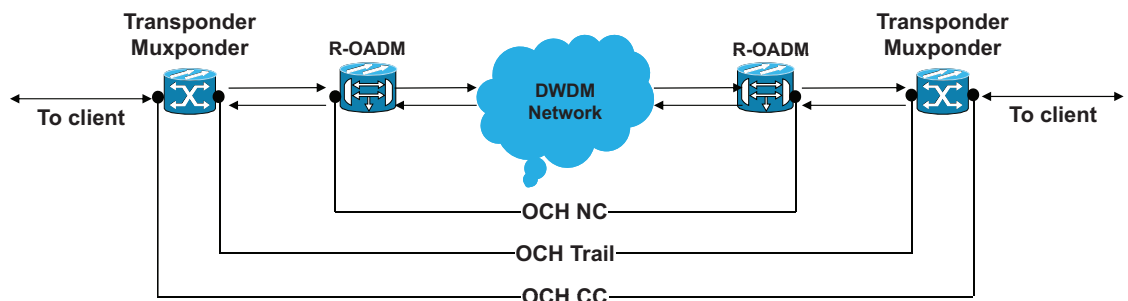 Transponder
Muxponder
R-OADM
DWDM
Network
R-OADM
Transponder
Muxponder
To client
To client
OCH NC
OCH Trail
OCH CC